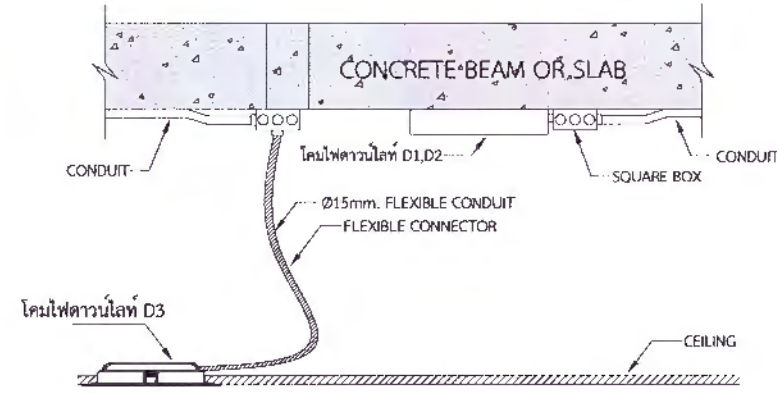 CONCRETE BEAM OR SLAB
โคมไฟดาวน์ไลท์ D1,D2
CONDUIT
CONDUIT
SQUARE BOX
Ø15mm. FLEXIBLE CONDUIT
FLEXIBLE CONNECTOR
โคมไฟดาวน์ไลท์ D3
CEILING